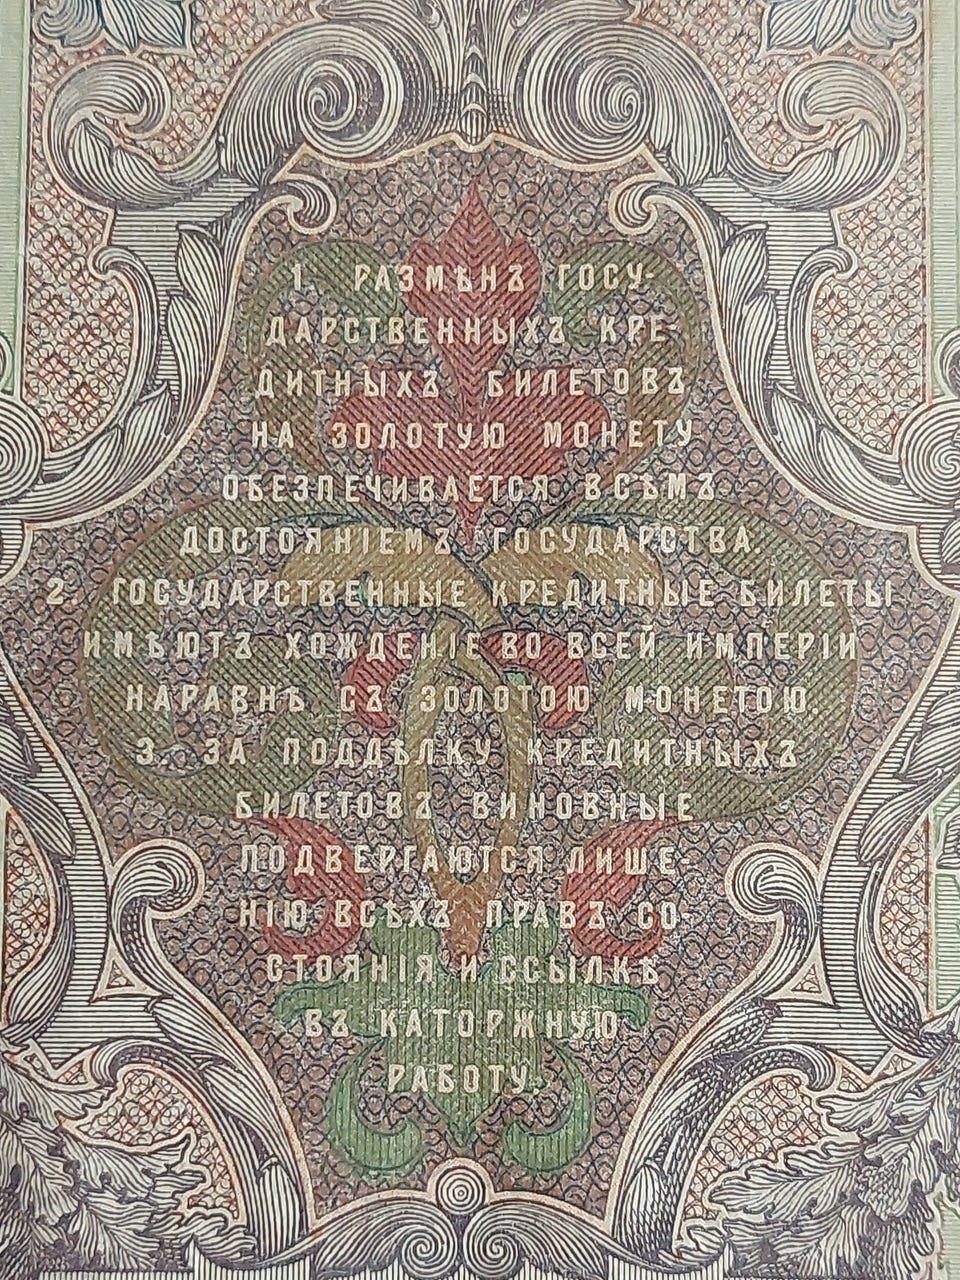 1. РАЗМѢНЪ ГОСУ-
ДАРСТВЕННЫХЪ КРЕ-
ДИТНЫХЪ БИЛЕТОВЪ
НА ЗОЛОТУЮ МОНЕТУ
ОБЕЗПЕЧИВАЕТСЯ ВСѢМЪ
ДОСТОЯНІЕМЪ ГОСУДАРСТВА.
2. ГОСУДАРСТВЕННЫЕ КРЕДИТНЫЕ БИЛЕТЫ
ИМѢЮТЪ ХОЖДЕНІЕ ВО ВСЕЙ ИМПЕРІИ
НАРАВНѢ СЪ ЗОЛОТОЮ МОНЕТОЮ.
3. ЗА ПОДДѢЛКУ КРЕДИТНЫХЪ
БИЛЕТОВЪ ВИНОВНЫЕ
ПОДВЕРГАЮТСЯ ЛИШЕ-
НІЮ ВСѢХЪ ПРАВЪ СО-
СТОЯНІЯ И ССЫЛКѢ
ВЪ КАТОРЖНУЮ
РАБОТУ.